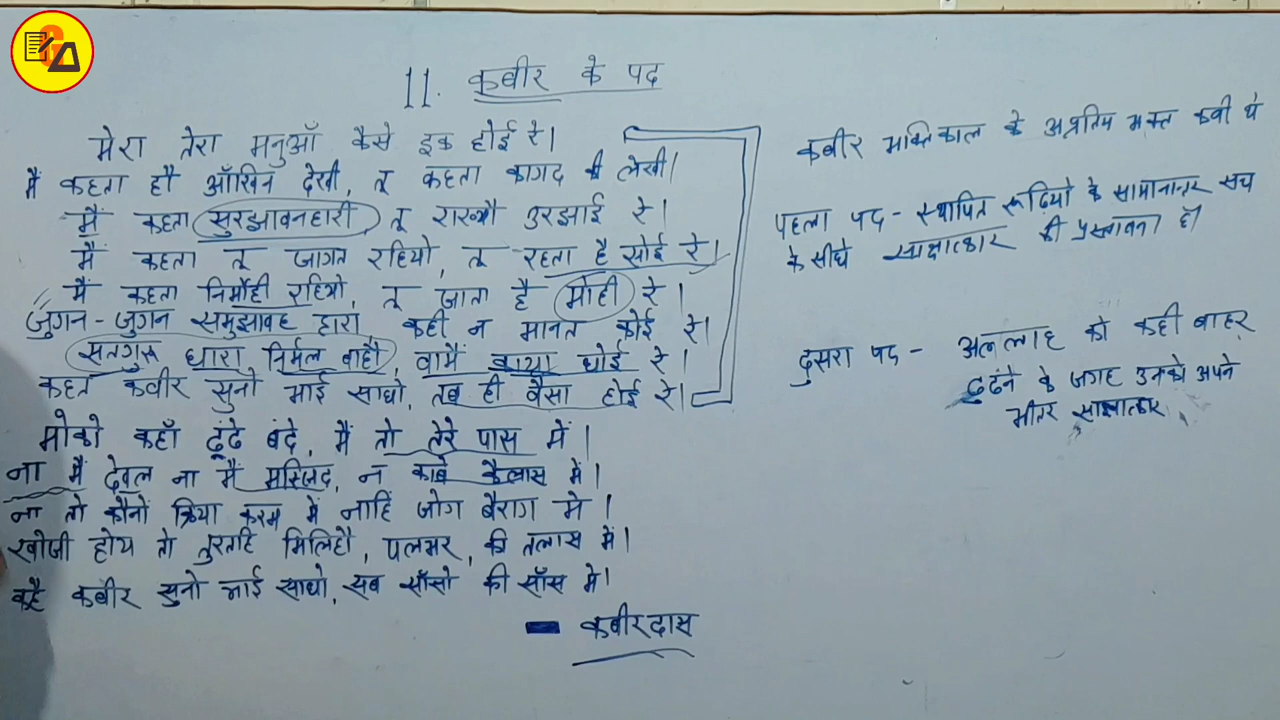 11. कबीर के पद
मेरा तेरा मनुआँ कैसे इक होई रे।
मैं कहता हौ आँखिन देखी, तू कहता कागद की लेखी।
मैं कहता सुरझावनहारी तू राख्यौ उरझाई रे।
मैं कहता तू जागत रहियो, तू रहता है सोई रे।
मैं कहता निर्मोही रहियो, तू जाता है मोही रे।
जुगन-जुगन समुझावह हारा कही न मानत कोई रे।
सतगुरू धारा निर्मल वाहौ, वामैं काया धोई रे।
कहत कबीर सुनो भाई साधो, तब ही वैसा होई रे।
मोको कहाँ ढूंढे बंदे, मैं तो तेरे पास में।
ना मैं देवल ना मैं मस्जिद, न काबे कैलास में।
ना तो कौनों क्रिया करम में नाहिं जोग बैराग मे।
खोजी होय तो तुरतहि मिलिहौ, पलभर, की तलास में।
कहै कबीर सुनो भाई साधो, सब साँसो की साँस मे।
- कबीरदास
कबीर भक्तिकाल के अप्रतिम भक्त कवी थे
पहला पद - स्थापित रूढियो के सामानान्तर सच
के सीधे साक्षात्कार की प्रस्तावना है।
दुसरा पद - अल्लाह को कही बाहर
ढुढंने के जगह उनको अपने
भीतर साक्षात्कार